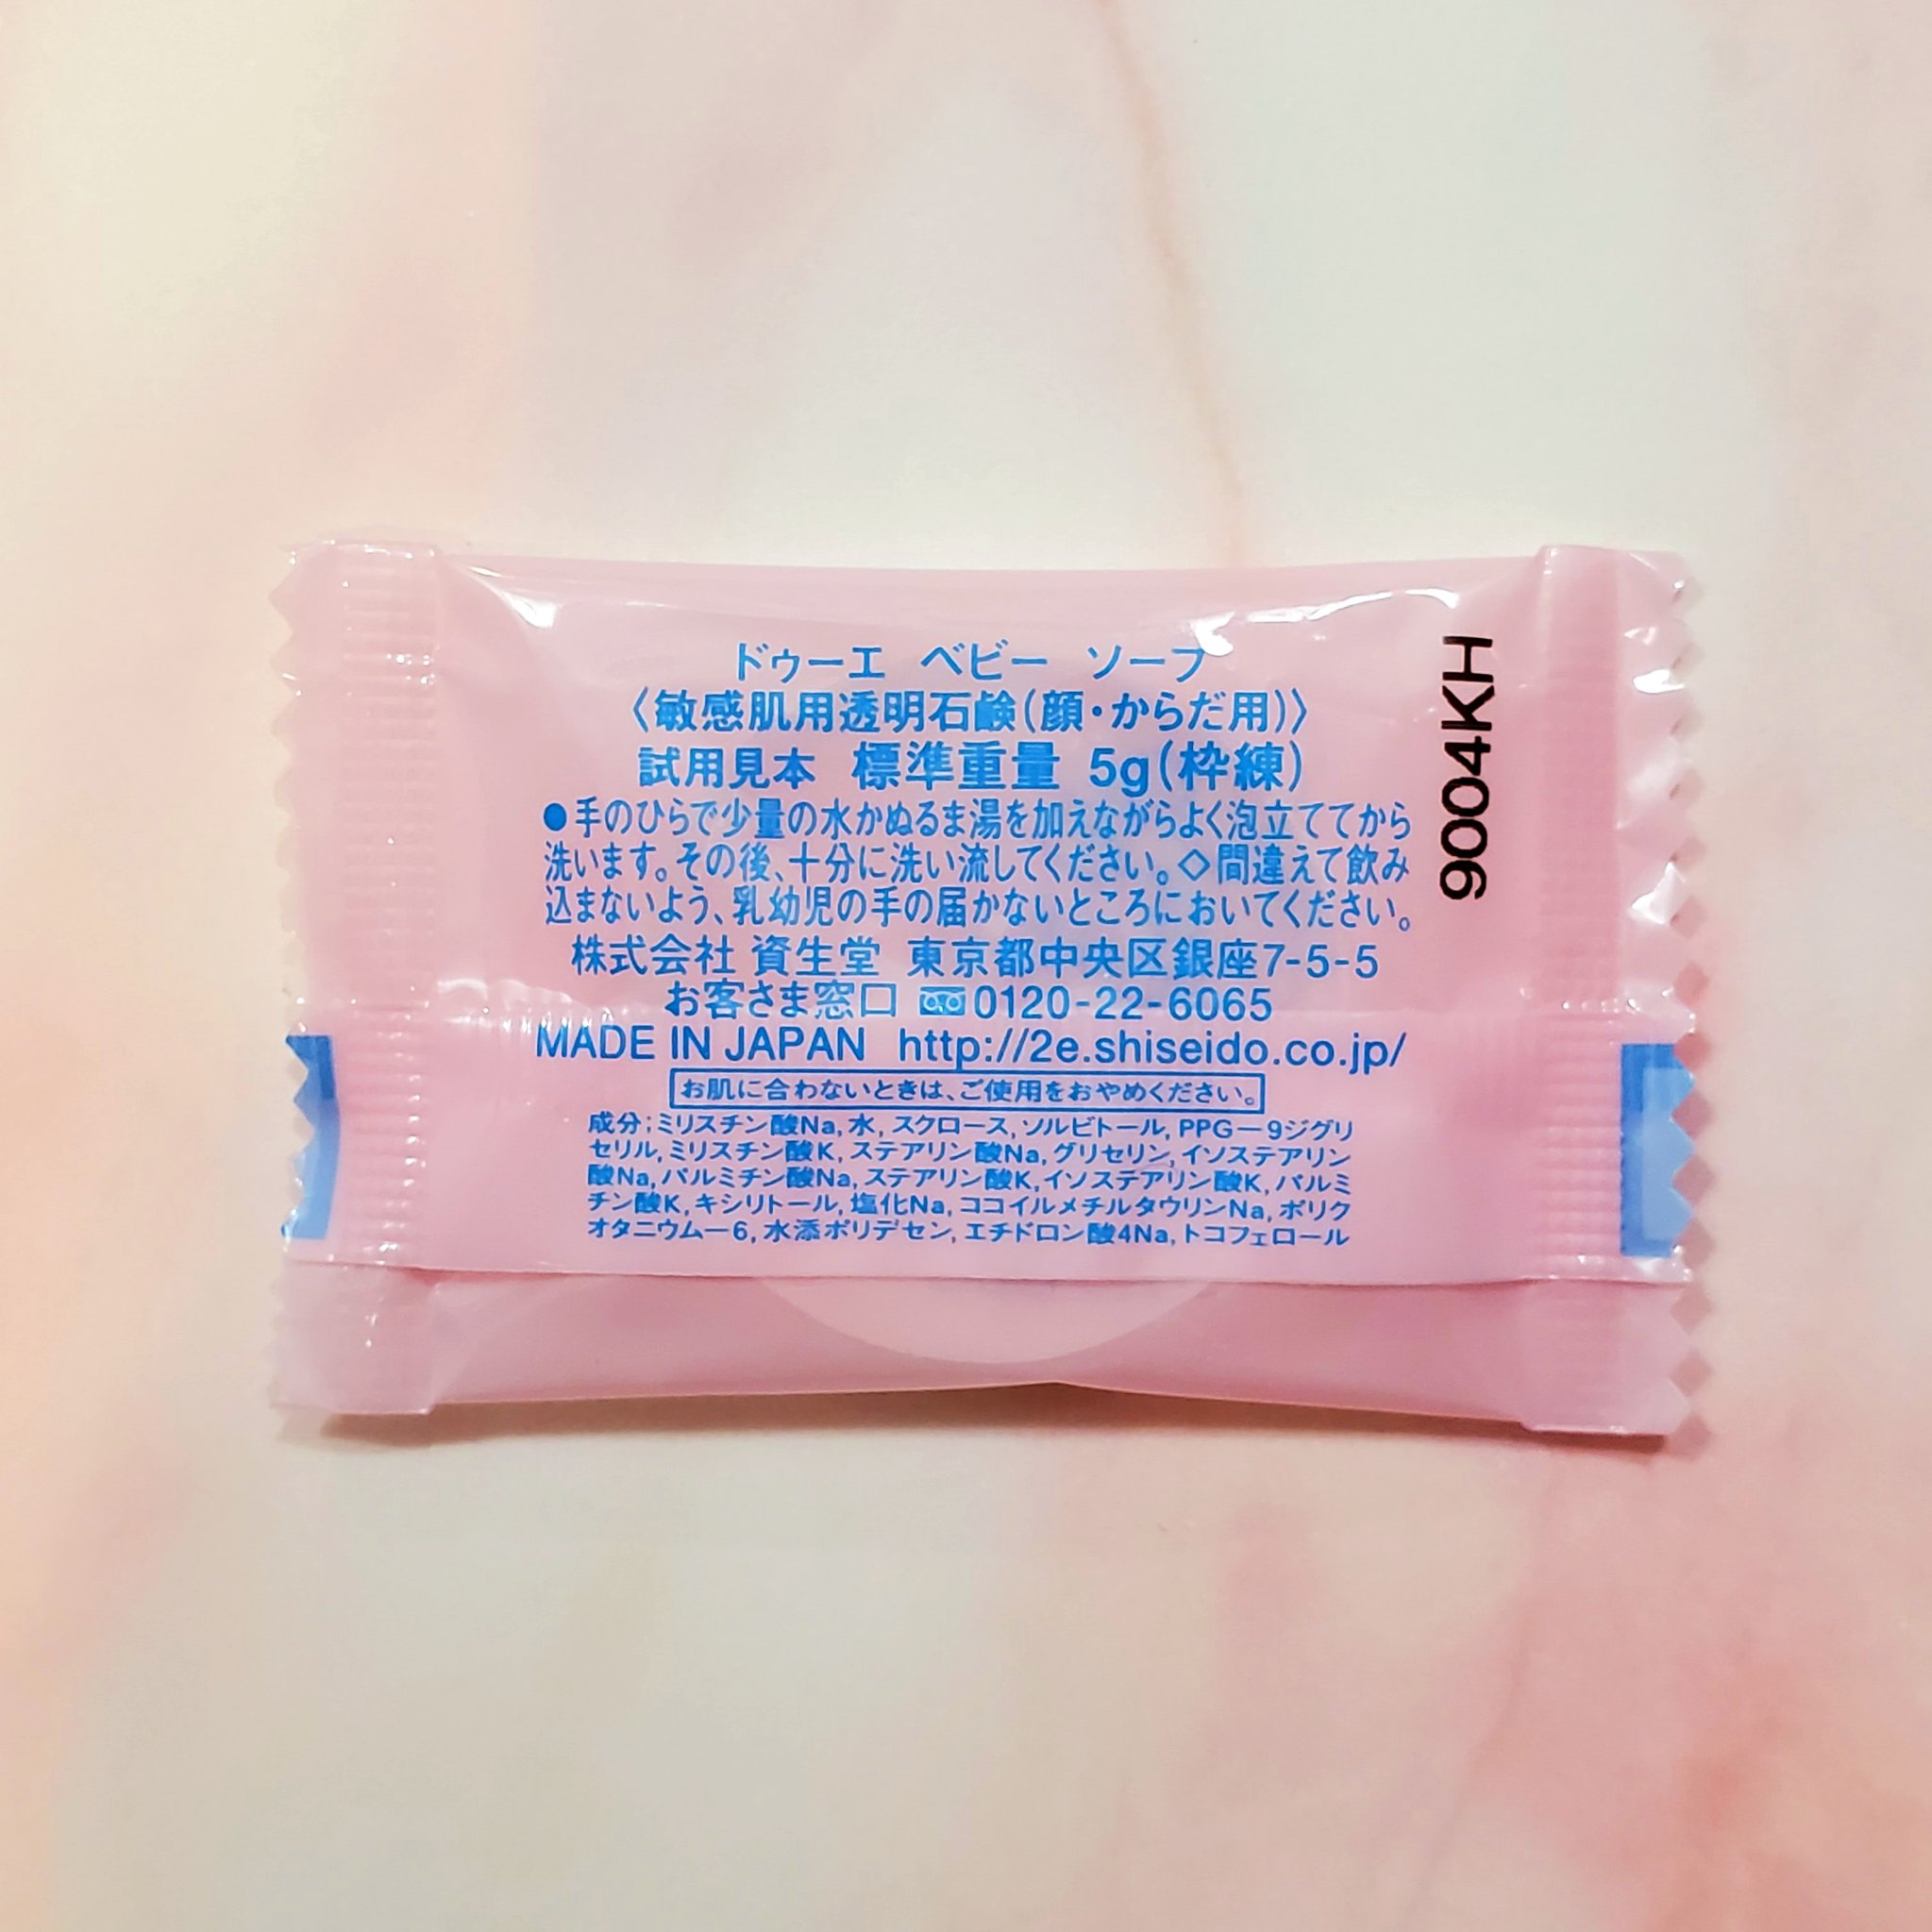 ドゥーエ ベビー ソープ
〈敏感肌用透明石鹸(顔・からだ用)〉
試用見本 標準重量 5g(枠練)
●手のひらで少量の水かぬるま湯を加えながらよく泡立ててから
洗います。その後、十分に洗い流してください。◇間違えて飲み
込まないよう、乳幼児の手の届かないところにおいてください。
株式会社 資生堂 東京都中央区銀座7-5-5
お客さま窓口 0120-22-6065
MADE IN JAPAN http://2e.shiseido.co.jp/
お肌に合わないときは、ご使用をおやめください。
成分;ミリスチン酸Na, 水, スクロース, ソルビトール, PPG－9ジグリ
セリル, ミリスチン酸K, ステアリン酸Na, グリセリン, イソステアリン
酸Na, パルミチン酸Na, ステアリン酸K, イソステアリン酸K, パルミ
チン酸K, キシリトール, 塩化Na, ココイルメチルタウリンNa, ポリク
オタニウム－6, 水添ポリデセン, エチドロン酸4Na, トコフェロール
9004KH